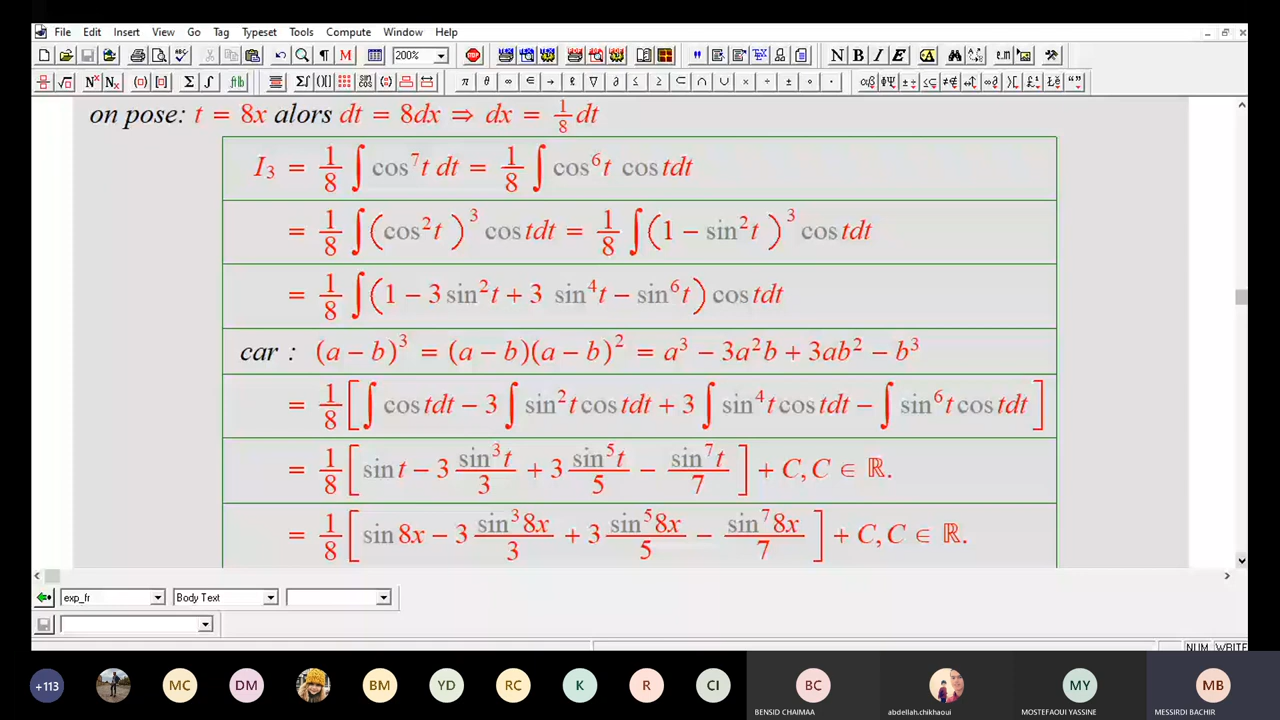 File Edit Insert View Go Tag Typeset Tools Compute Window Help
200%
on pose: t = 8x alors dt = 8dx ⇒ dx = 1/8 dt
I₃ = 1/8 ∫ cos⁷t dt = 1/8 ∫ cos⁶t cos tdt
= 1/8 ∫(cos²t )³ cos tdt = 1/8 ∫(1 − sin²t )³ cos tdt
= 1/8 ∫(1 − 3 sin²t + 3 sin⁴t − sin⁶t) cos tdt
car : (a − b)³ = (a − b)(a − b)² = a³ − 3a²b + 3ab² − b³
= 1/8 [∫ cos tdt − 3 ∫ sin²t cos tdt + 3 ∫ sin⁴t cos tdt − ∫ sin⁶t cos tdt ]
= 1/8 [ sin t − 3 sin³t/3 + 3 sin⁵t/5 − sin⁷t/7 ] + C, C ∈ ℝ.
= 1/8 [ sin 8x − 3 sin³8x/3 + 3 sin⁵8x/5 − sin⁷8x/7 ] + C, C ∈ ℝ.
exp_fr Body Text
NUM WRITE
+113 MC DM BM YD RC K R CI BC MY MB
BENSID CHAIMAA abdellah.chikhaoui MOSTEFAOUI YASSINE MESSIRDI BACHIR